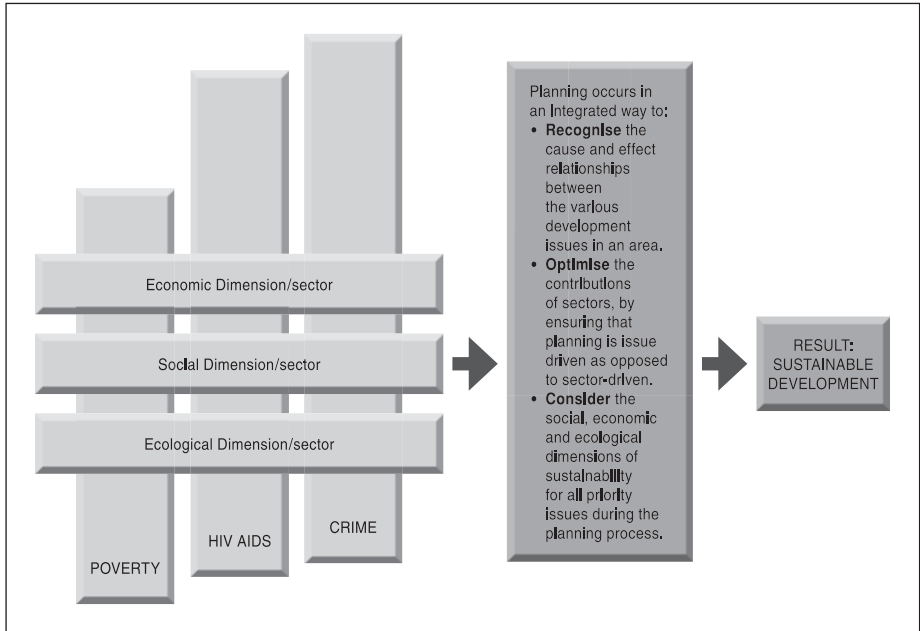 Economic Dimension/sector
Social Dimension/sector
Ecological Dimension/sector
POVERTY
HIV AIDS
CRIME
Planning occurs in
an integrated way to:
• Recognise the
cause and effect
relationships
between
the various
development
issues in an area.
• Optimise the
contributions
of sectors, by
ensuring that
planning is issue
driven as opposed
to sector-driven.
• Consider the
social, economic
and ecological
dimensions of
sustainability
for all priority
issues during the
planning process.
RESULT:
SUSTAINABLE
DEVELOPMENT